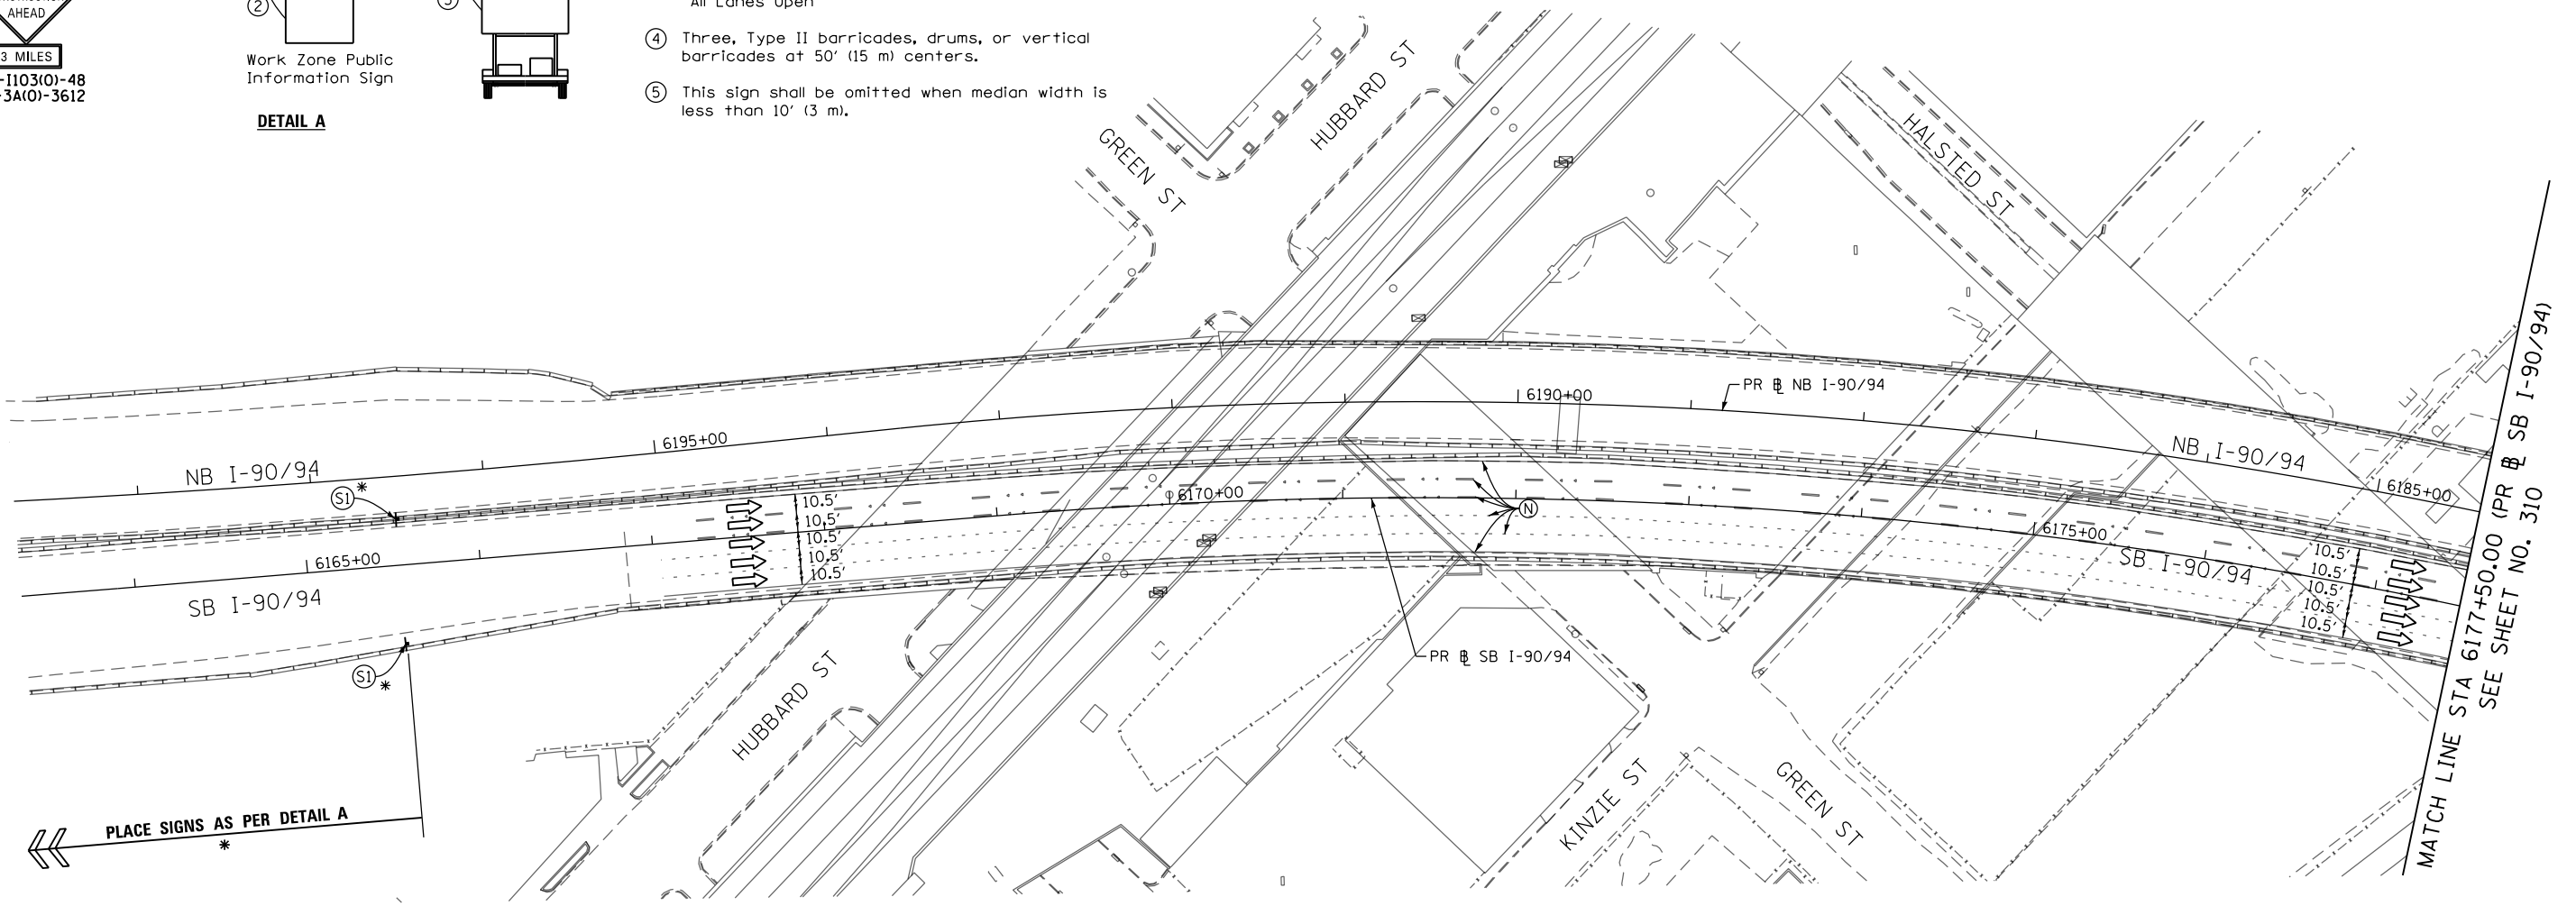 AHEAD
3 MILES
-I103(O)-48
-3A(O)-3612
②
Work Zone Public
Information Sign
DETAIL A
All Lanes Open
④ Three, Type II barricades, drums, or vertical
barricades at 50' (15 m) centers.
⑤ This sign shall be omitted when median width is
less than 10' (3 m).
GREEN ST
HUBBARD ST
HALSTED ST
PR ⅊ NB I-90/94
6190+00
6195+00
NB I-90/94
S1 *
NB I-90/94
6185+00
10.5'
10.5'
10.5'
10.5'
10.5'
6170+00
N
6165+00
6175+00
SB I-90/94
SB I-90/94
10.5'
10.5'
10.5'
10.5'
10.5'
S1 *
PR ⅊ SB I-90/94
HUBBARD ST
KINZIE ST
GREEN ST
PLACE SIGNS AS PER DETAIL A
*
MATCH LINE STA 6177+50.00 (PR ⅊ SB I-90/94)
SEE SHEET NO. 310